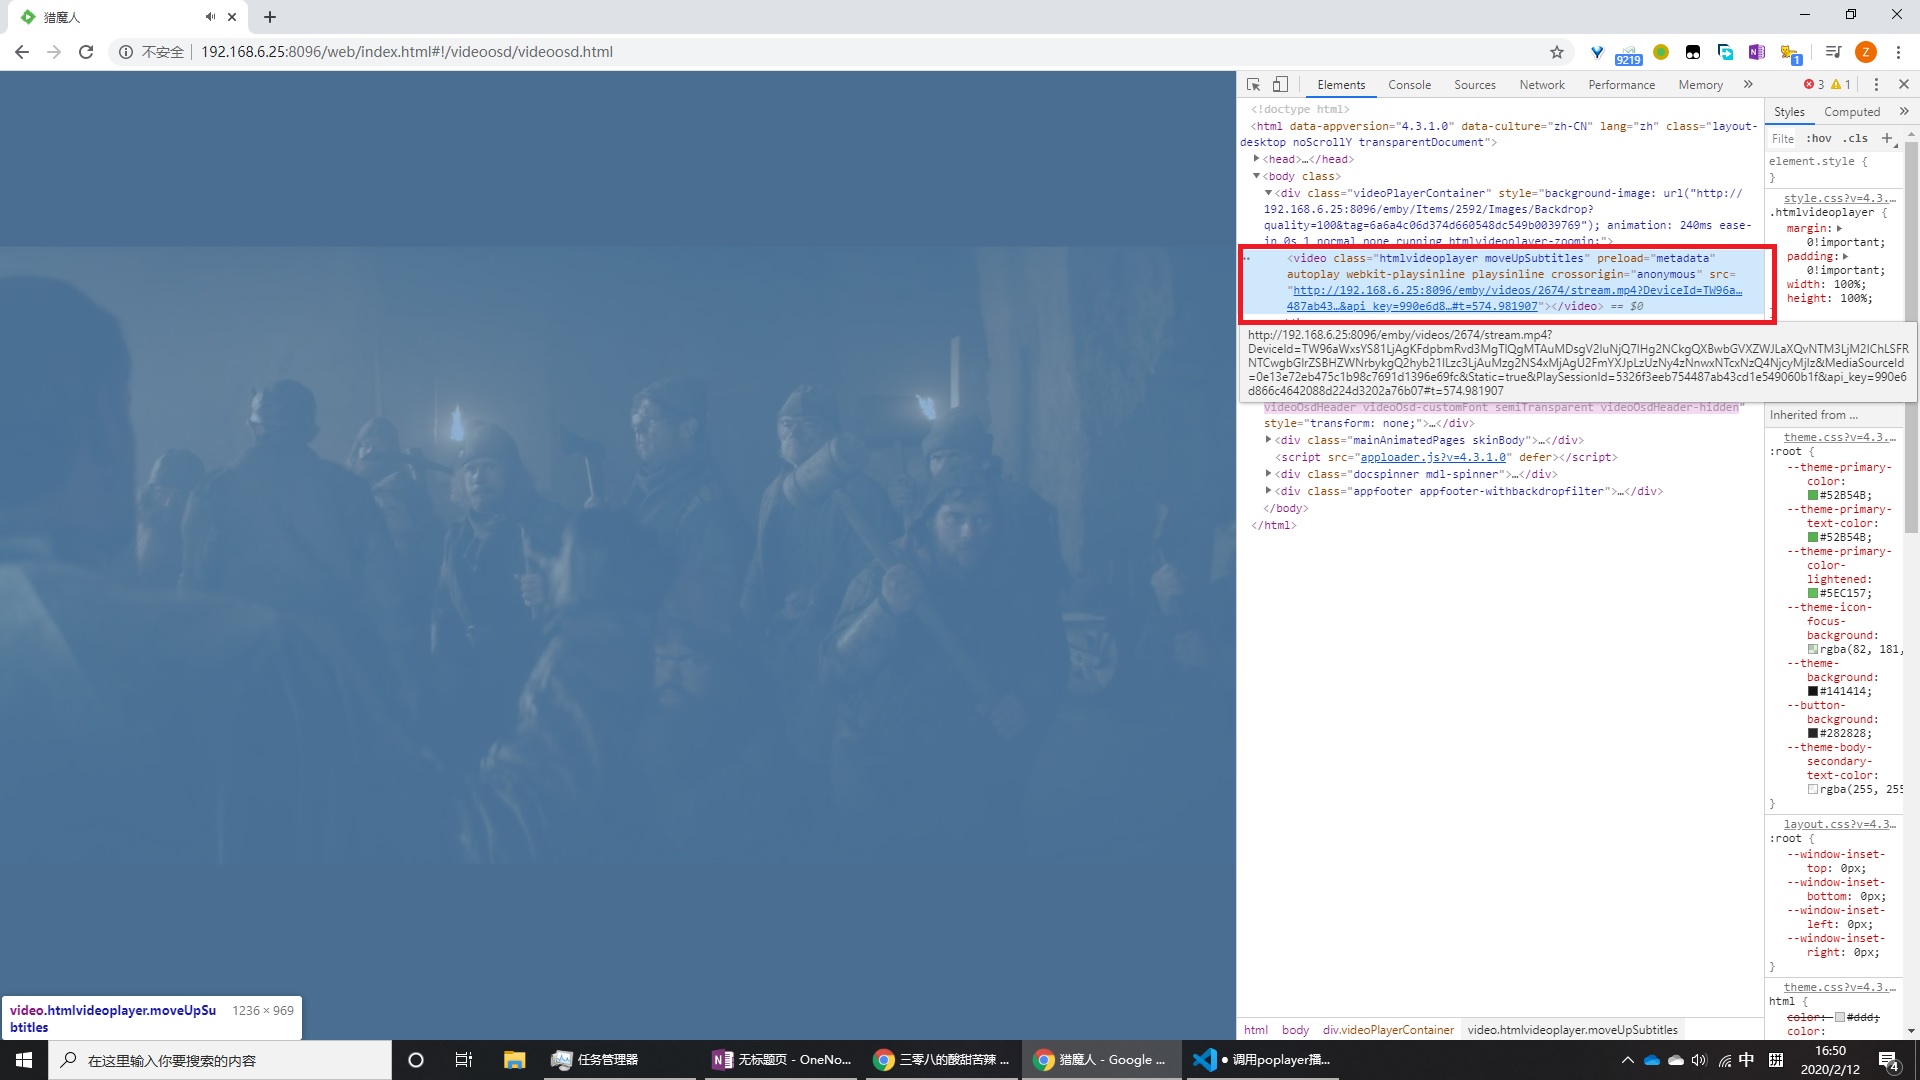 猎魔人
不安全 192.168.6.25:8096/web/index.html#!/videoosd/videoosd.html
9219
1
Z
Elements Console Sources Network Performance Memory » 3 1
<!doctype html>
<html data-appversion="4.3.1.0" data-culture="zh-CN" lang="zh" class="layout-
desktop noScrollY transparentDocument">
<head>…</head>
<body class>
<div class="videoPlayerContainer" style="background-image: url("http://
192.168.6.25:8096/emby/Items/2592/Images/Backdrop?
quality=100&tag=6a6a4c06d374d660548dc549b0039769"); animation: 240ms ease-
in 0s 1 normal none running htmlvideoplayer-zoomin;">
<video class="htmlvideoplayer moveUpSubtitles" preload="metadata"
autoplay webkit-playsinline playsinline crossorigin="anonymous" src=
"http://192.168.6.25:8096/emby/videos/2674/stream.mp4?DeviceId=TW96a…
487ab43…&api_key=990e6d8…#t=574.981907"></video> == $0
http://192.168.6.25:8096/emby/videos/2674/stream.mp4?
=0e13e72eb475c1b98c7691d1396e69fc&Static=true&PlaySessionId=5326f3eeb754487ab43cd1e549060b1f&api_key=990e6
d866c4642088d224d3202a76b07#t=574.981907
videoOsdHeader videoOsd-customFont semiTransparent videoOsdHeader-hidden"
style="transform: none;">…</div>
<div class="mainAnimatedPages skinBody">…</div>
<script src="apploader.js?v=4.3.1.0" defer></script>
<div class="docspinner mdl-spinner">…</div>
<div class="appfooter appfooter-withbackdropfilter">…</div>
</body>
</html>
html body div.videoPlayerContainer video.htmlvideoplayer.moveUpSubtitles
Styles Computed »
Filte :hov .cls +
element.style {
}
style.css?v=4.3.…
.htmlvideoplayer {
margin:
0!important;
padding:
0!important;
width: 100%;
height: 100%;
Inherited from ...
theme.css?v=4.3.…
:root {
--theme-primary-
color:
#52B54B;
--theme-primary-
text-color:
#52B54B;
--theme-primary-
color-
lightened:
#5EC157;
--theme-icon-
focus-
background:
rgba(82, 181,
--theme-
background:
#141414;
--button-
background:
#282828;
--theme-body-
secondary-
text-color:
rgba(255, 255
}
layout.css?v=4.3…
:root {
--window-inset-
top: 0px;
--window-inset-
bottom: 0px;
--window-inset-
left: 0px;
--window-inset-
right: 0px;
}
theme.css?v=4.3.…
html {
color: #ddd;
color:
video.htmlvideoplayer.moveUpSu 1236 × 969
btitles
在这里输入你要搜索的内容
任务管理器
无标题页 - OneNo...
三零八的酸甜苦辣 ...
猎魔人 - Google ...
● 调用poplayer播...
中
拼
16:50
2020/2/12
4